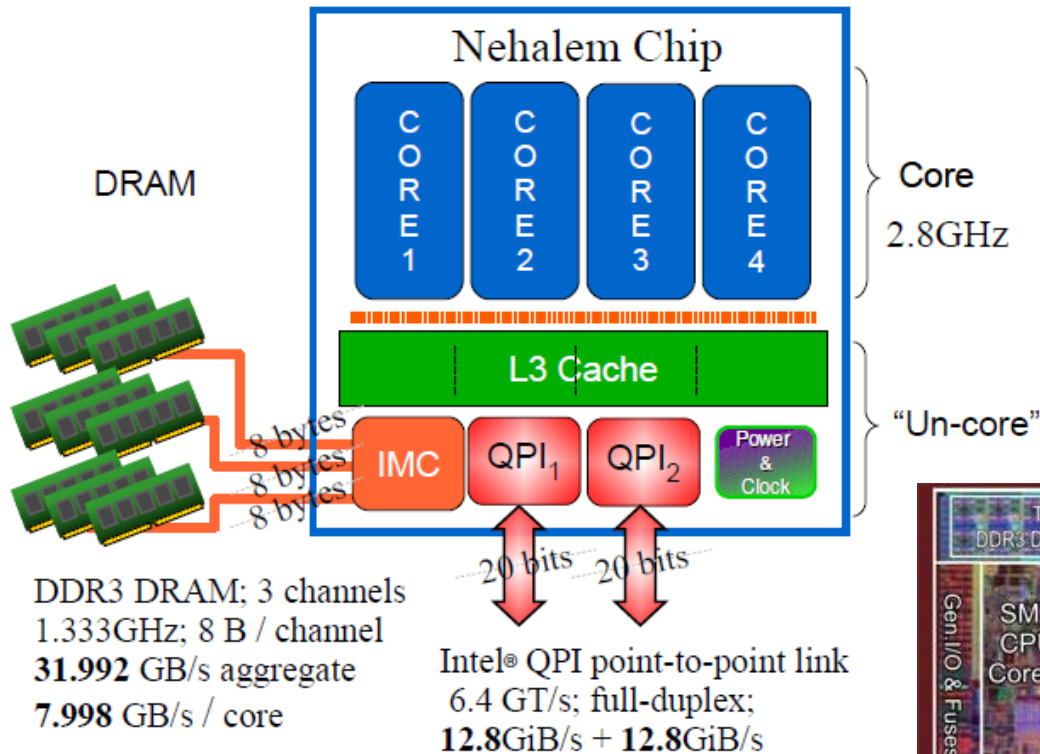 Nehalem Chip
CORE1
CORE2
CORE3
CORE4
DRAM
Core
2.8GHz
L3 Cache
"Un-core"
8 bytes
8 bytes
8 bytes
IMC
QPI1
QPI2
Power
&
Clock
20 bits
20 bits
DDR3 DRAM; 3 channels
1.333GHz; 8 B / channel
31.992 GB/s aggregate
7.998 GB/s / core
Intel® QPI point-to-point link
6.4 GT/s; full-duplex;
12.8GiB/s + 12.8GiB/s
Gen I/O & Fuses